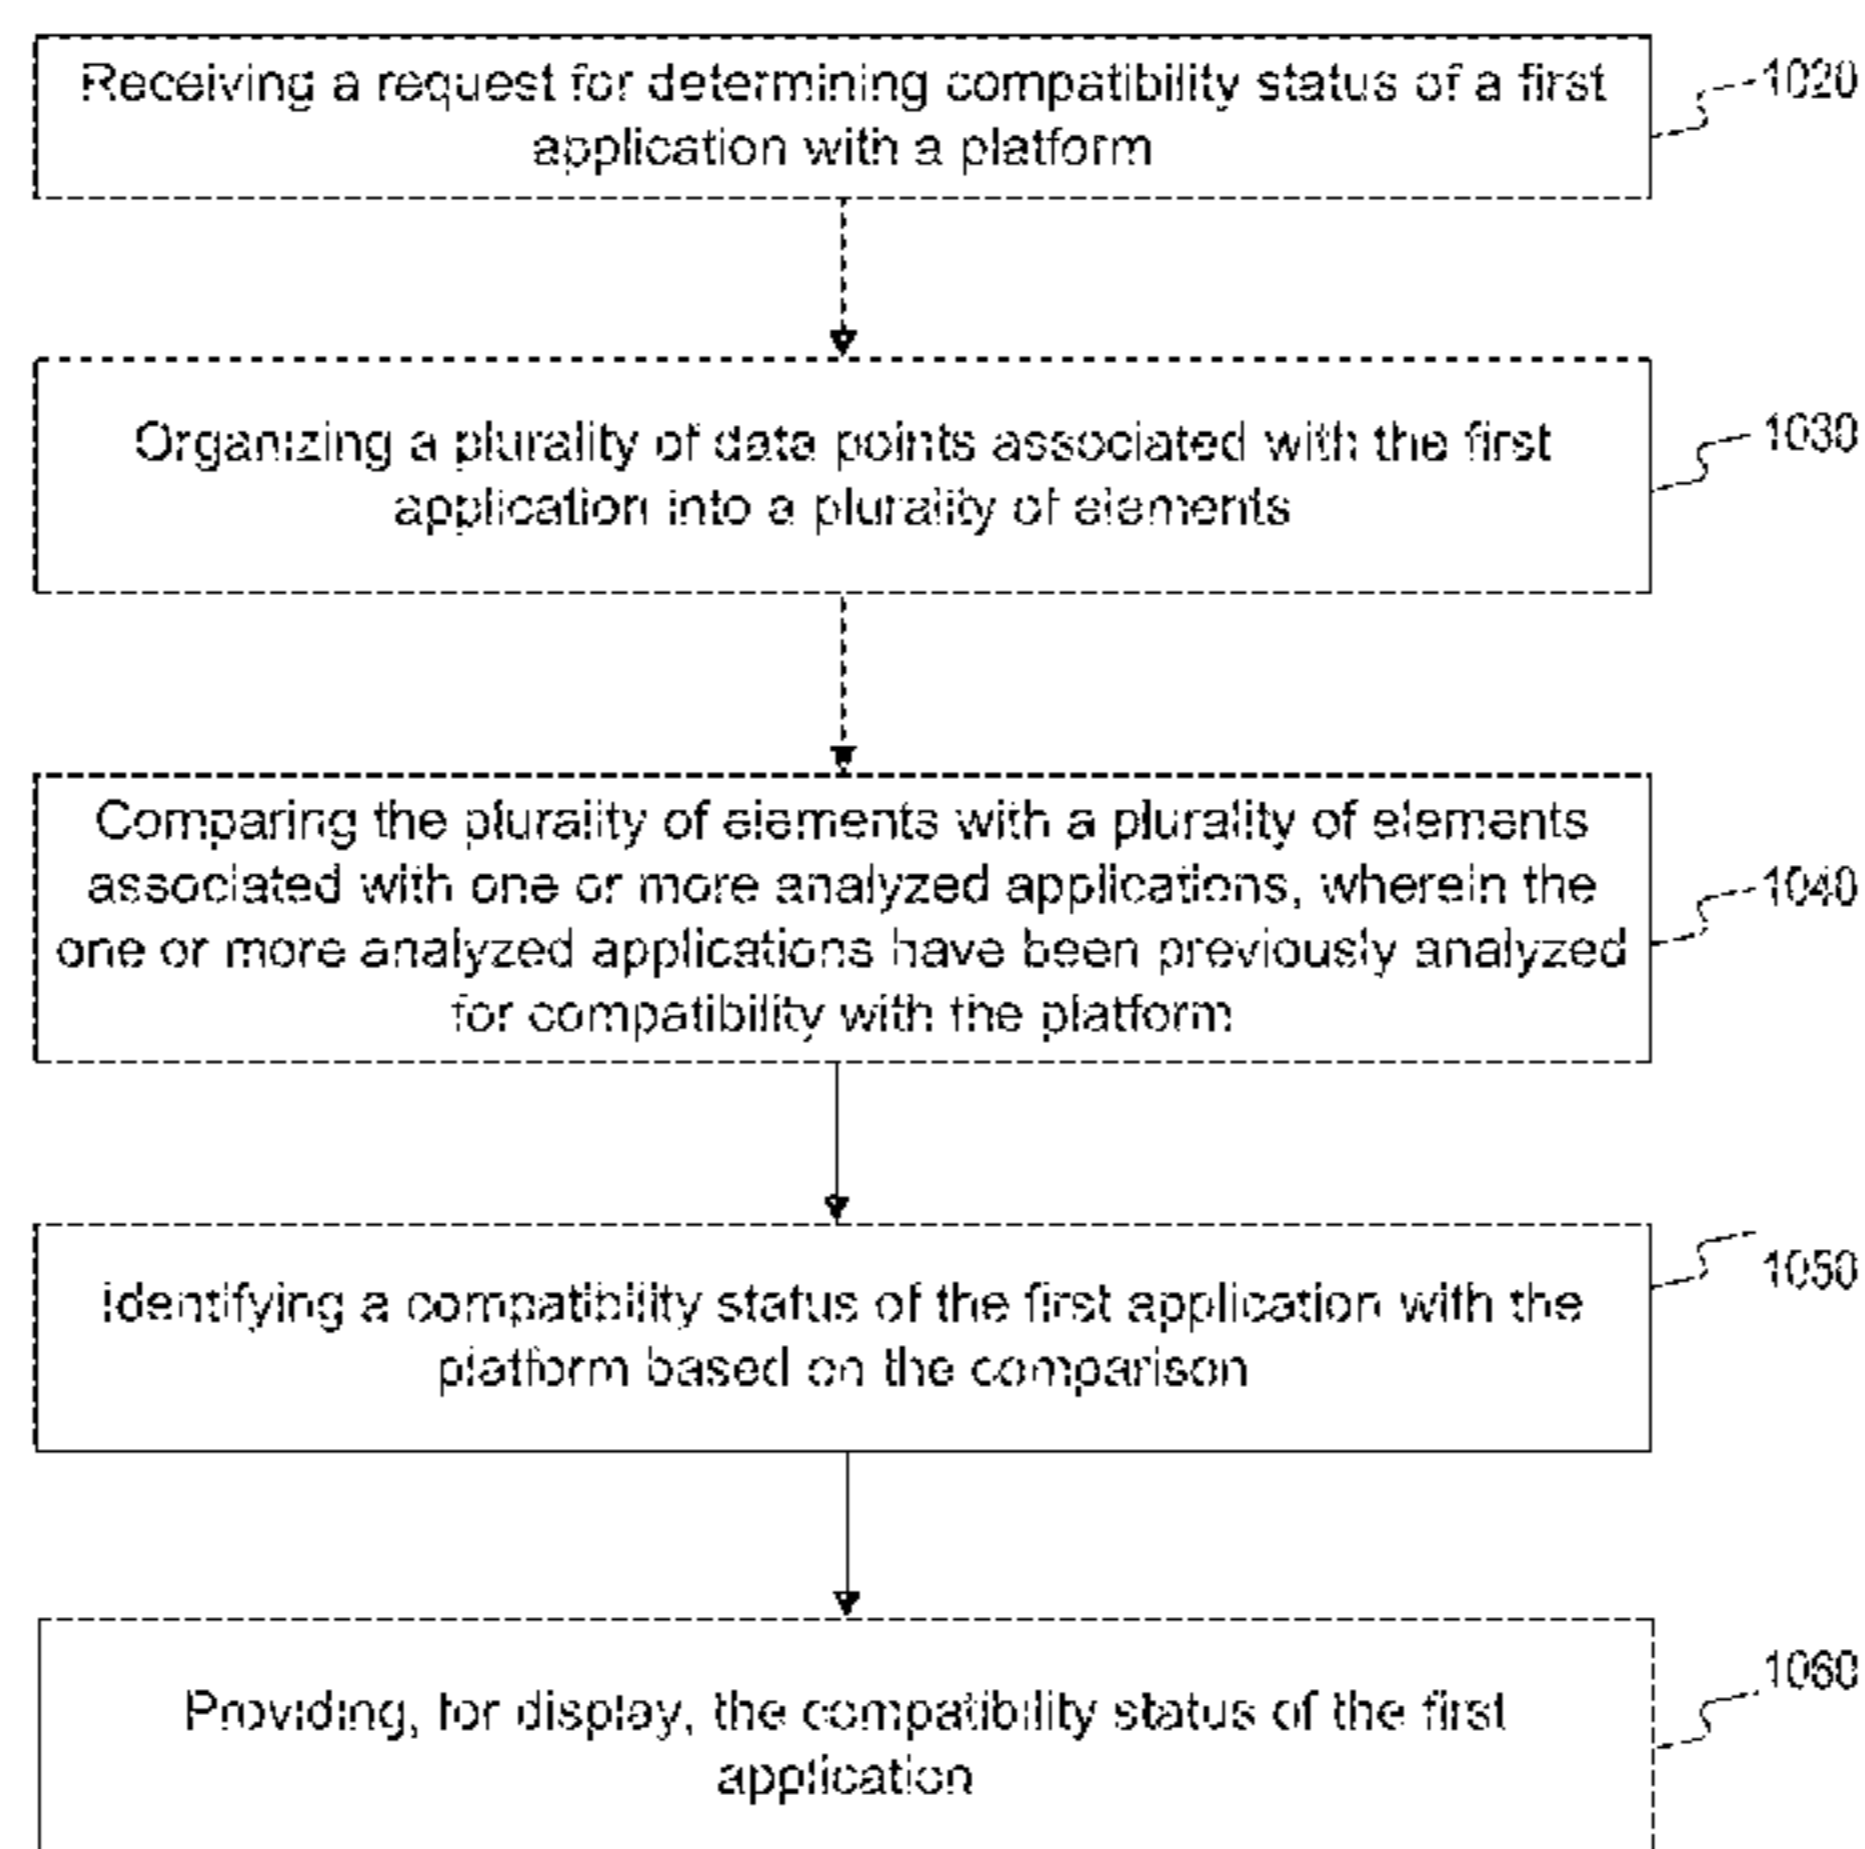 Receiving a request for determining compatibility status of a first
application with a platform
1020
Organizing a plurality of data points associated with the first
application into a plurality of elements
1030
Comparing the plurality of elements with a plurality of elements
associated with one or more analyzed applications, wherein the
one or more analyzed applications have been previously analyzed
for compatibility with the platform
1040
Identifying a compatibility status of the first application with the
platform based on the comparison
1050
Providing, for display, the compatibility status of the first
application
1060